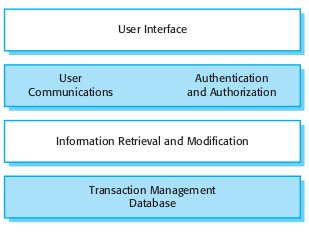 User Interface
User Communications
Authentication and Authorization
Information Retrieval and Modification
Transaction Management
Database